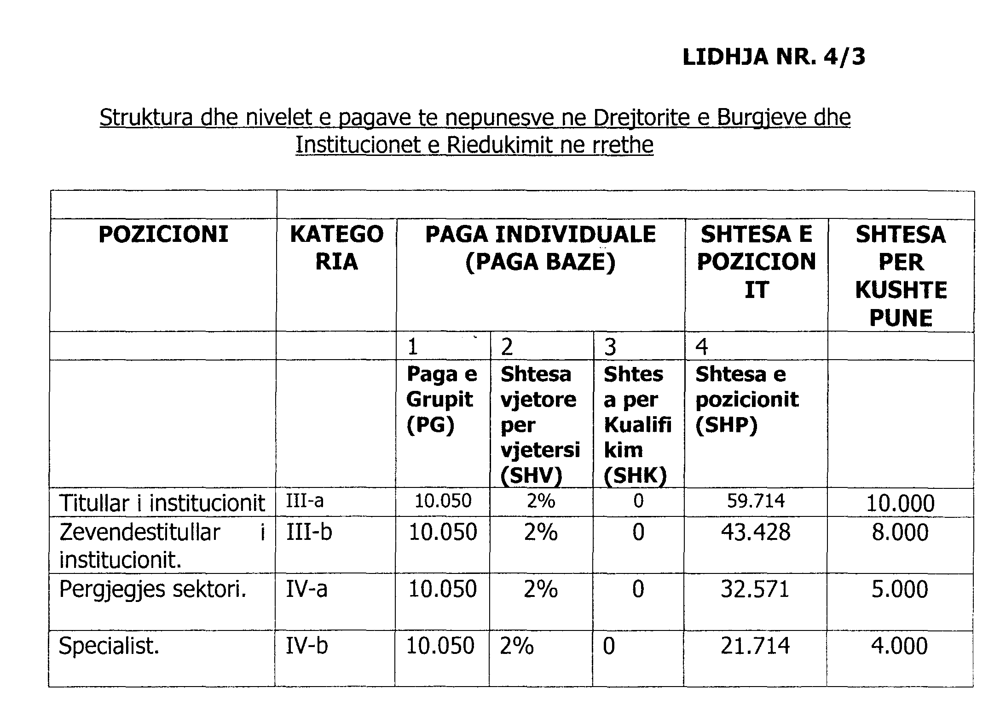 LIDHJA NR. 4/3
Struktura dhe nivelet e pagave te nepunesve ne Drejtorite e Burgjeve dhe
Institucionet e Riedukimit ne rrethe
POZICIONI KATEGO PAGA INDIVIDUALE SHTESA E SHTESA
RIA (PAGA BAZË) POZICION PER
IT KUSHTE
PUNE
1 2 3 4
Paga e Shtesa Shtes Shtesa e
Grupit vjetore a per pozicionit
(PG) per Kualifi (SHP)
vjetersi kim
(SHV) (SHK)
Titullar i institucionit III-a 10.050 2% 0 59.714 10.000
Zevendestitullar i III-b 10.050 2% 0 43.428 8.000
institucionit.
Pergjegjes sektori. IV-a 10.050 2% 0 32.571 5.000
Specialist. IV-b 10.050 2% 0 21.714 4.000